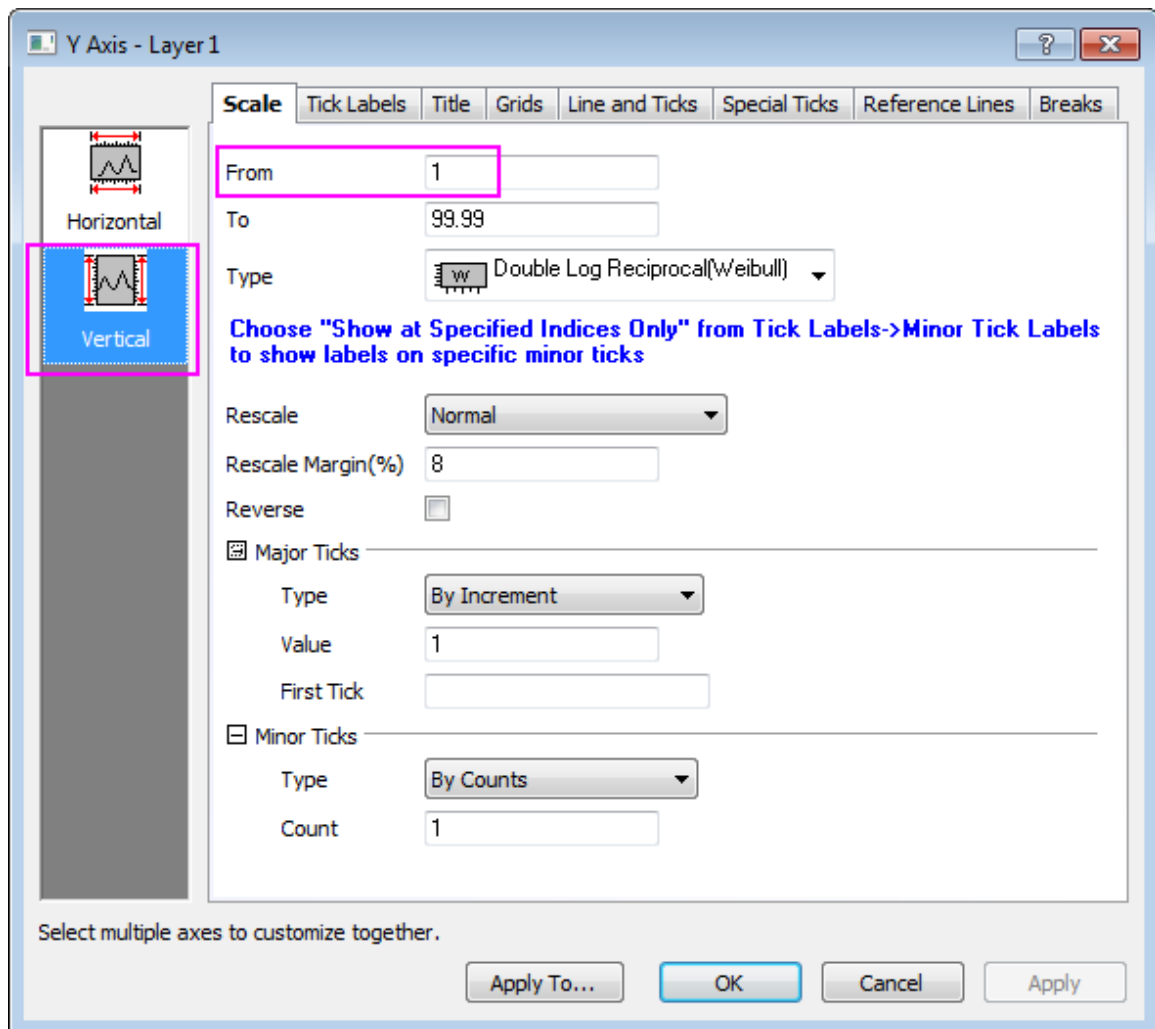 Y Axis - Layer 1
Scale Tick Labels Title Grids Line and Ticks Special Ticks Reference Lines Breaks
Horizontal
Vertical
From 1
To 99.99
Type Double Log Reciprocal(Weibull)
Choose "Show at Specified Indices Only" from Tick Labels->Minor Tick Labels
to show labels on specific minor ticks
Rescale Normal
Rescale Margin(%) 8
Reverse
Major Ticks
Type By Increment
Value 1
First Tick
Minor Ticks
Type By Counts
Count 1
Select multiple axes to customize together.
Apply To... OK Cancel Apply